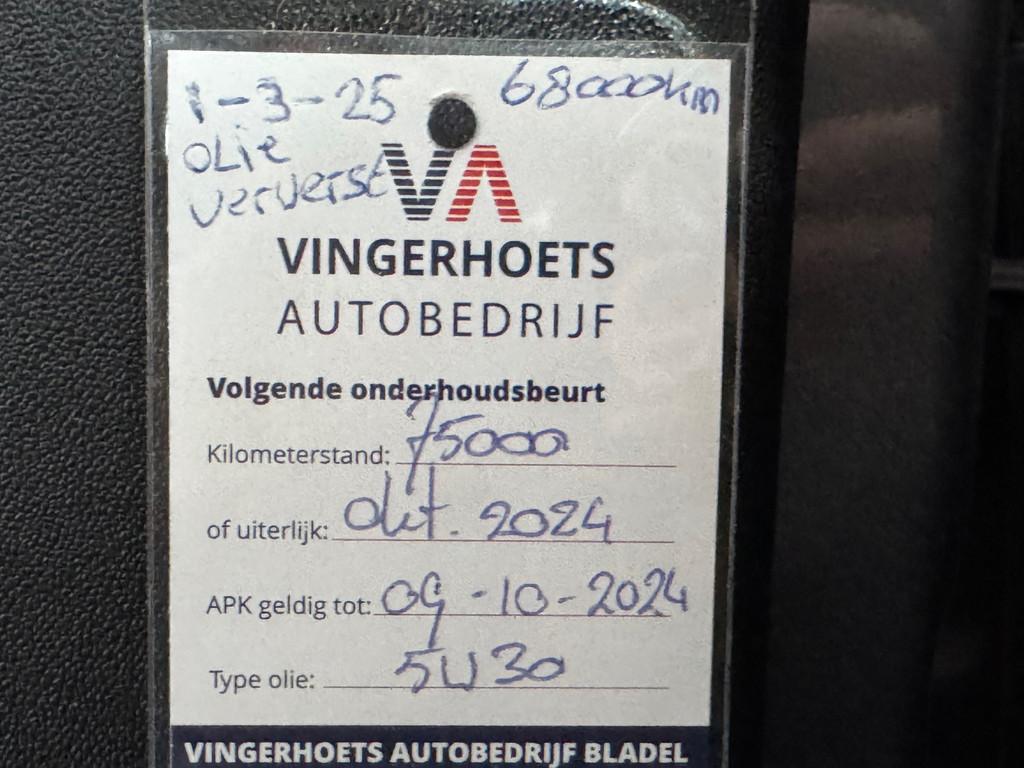 1-3-25 68000km
OLie
ververst
VA
VINGERHOETS
AUTOBEDRIJF
Volgende onderhoudsbeurt
Kilometerstand: 75000
of uiterlijk: Okt. 2024
APK geldig tot: 09-10-2024
Type olie: 5W30
VINGERHOETS AUTOBEDRIJF BLADEL